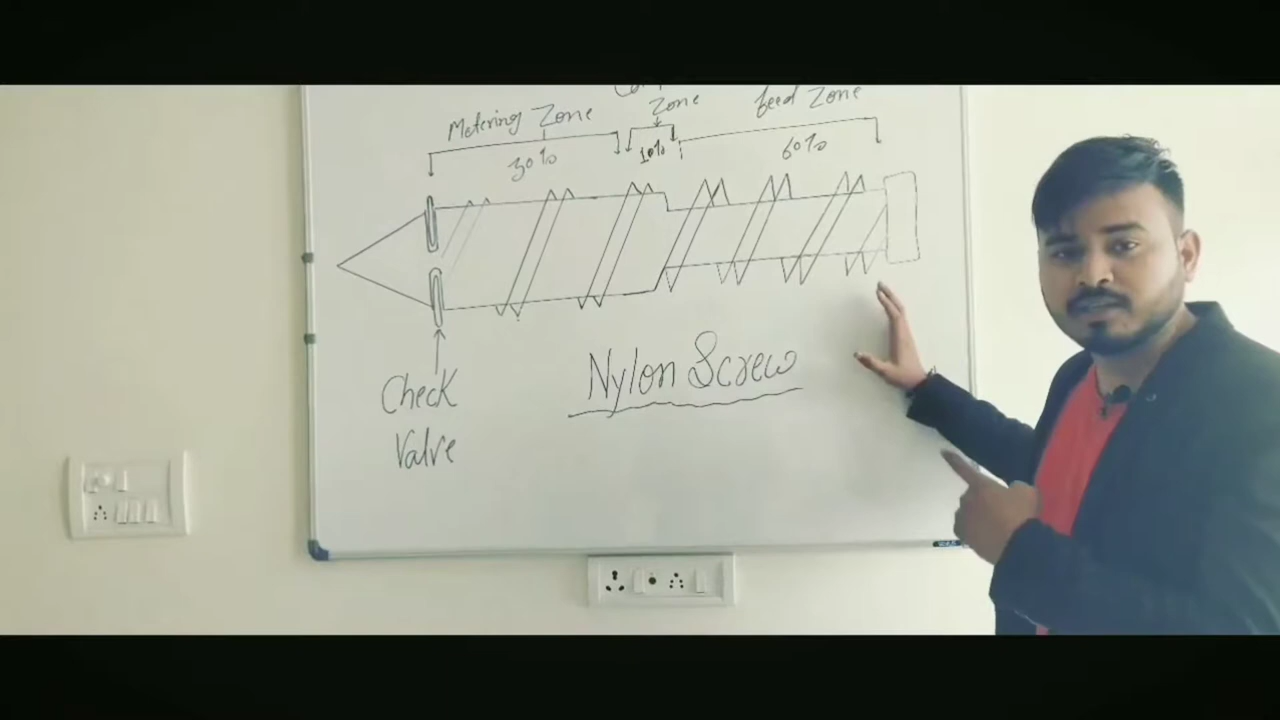 Metering Zone
Zone
feed Zone
30%
10%
60%
Check
Valve
Nylon Screw